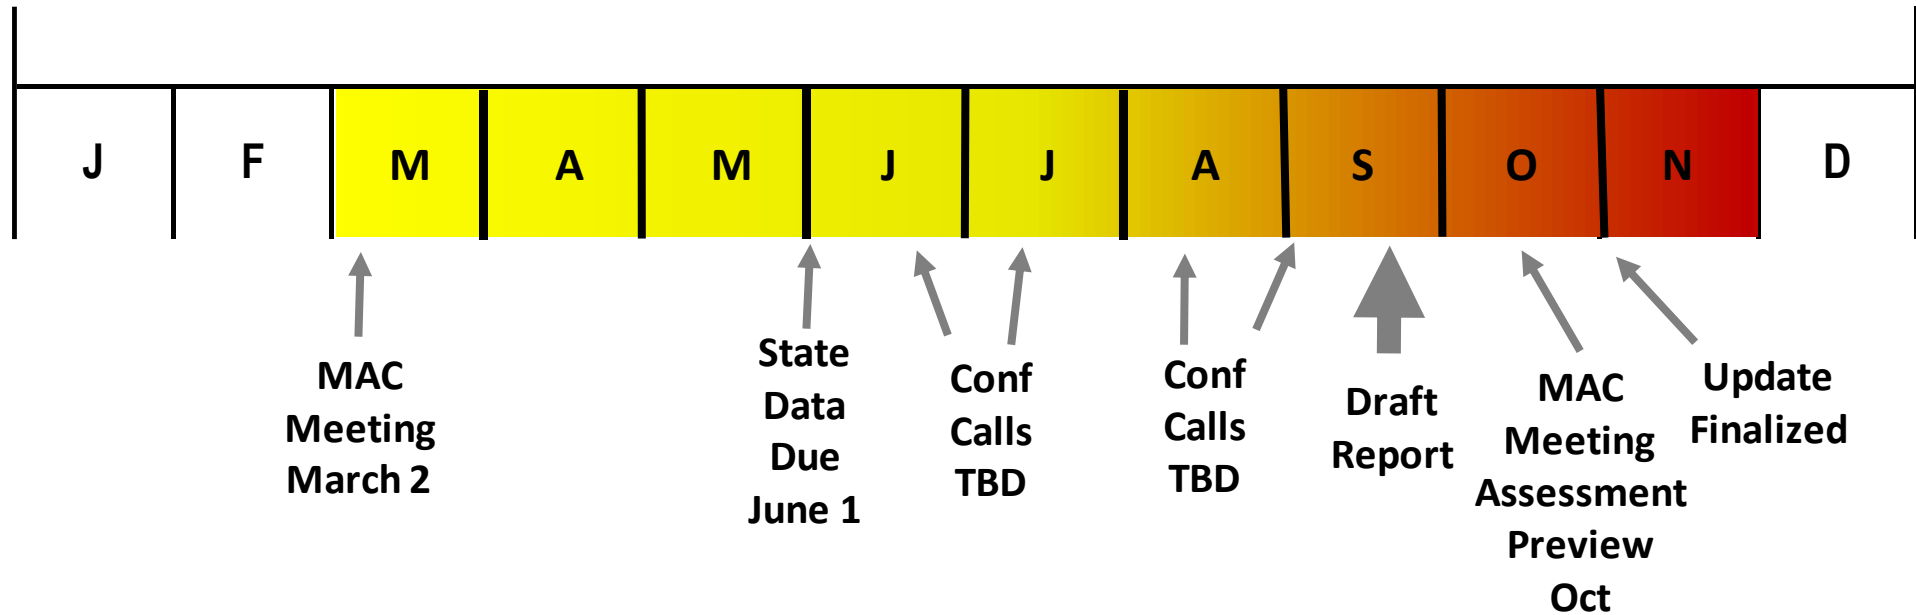 J F M A M J J A S O N D
MAC
Meeting
March 2
State
Data
Due
June 1
Conf
Calls
TBD
Conf
Calls
TBD
Draft
Report
MAC
Meeting
Assessment
Preview
Oct
Update
Finalized